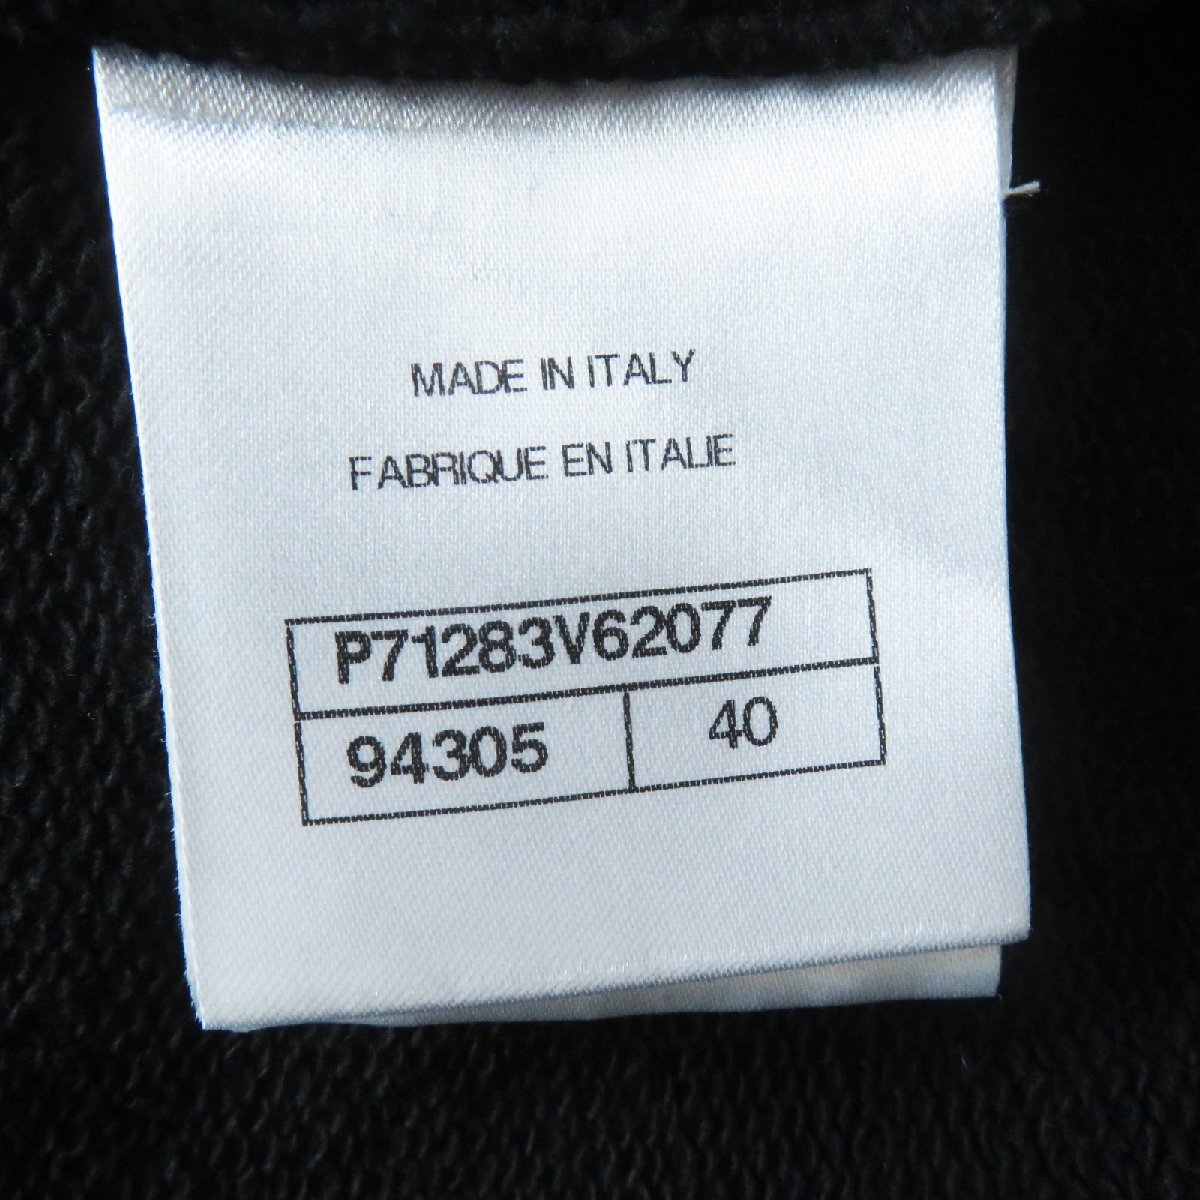 MADE IN ITALY
FABRIQUE EN ITALIE
P71283V62077
94305 40